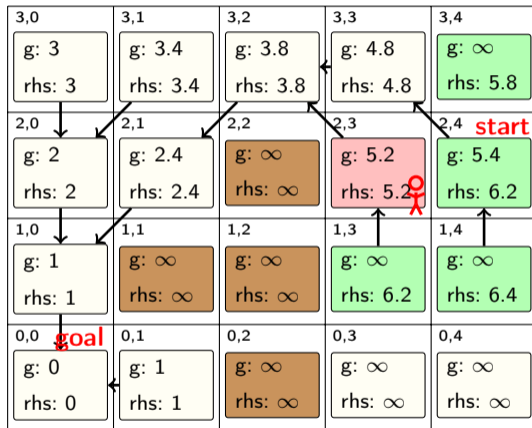 3,0 3,1 3,2 3,3 3,4
g: 3 g: 3.4 g: 3.8 g: 4.8 g: ∞
rhs: 3 rhs: 3.4 rhs: 3.8 rhs: 4.8 rhs: 5.8
2,0 2,1 2,2 2,3 2,4 start
g: 2 g: 2.4 g: ∞ g: 5.2 g: 5.4
rhs: 2 rhs: 2.4 rhs: ∞ rhs: 5.2 rhs: 6.2
1,0 1,1 1,2 1,3 1,4
g: 1 g: ∞ g: ∞ g: ∞ g: ∞
rhs: 1 rhs: ∞ rhs: ∞ rhs: 6.2 rhs: 6.4
0,0 goal 0,1 0,2 0,3 0,4
g: 0 g: 1 g: ∞ g: ∞ g: ∞
rhs: 0 rhs: 1 rhs: ∞ rhs: ∞ rhs: ∞